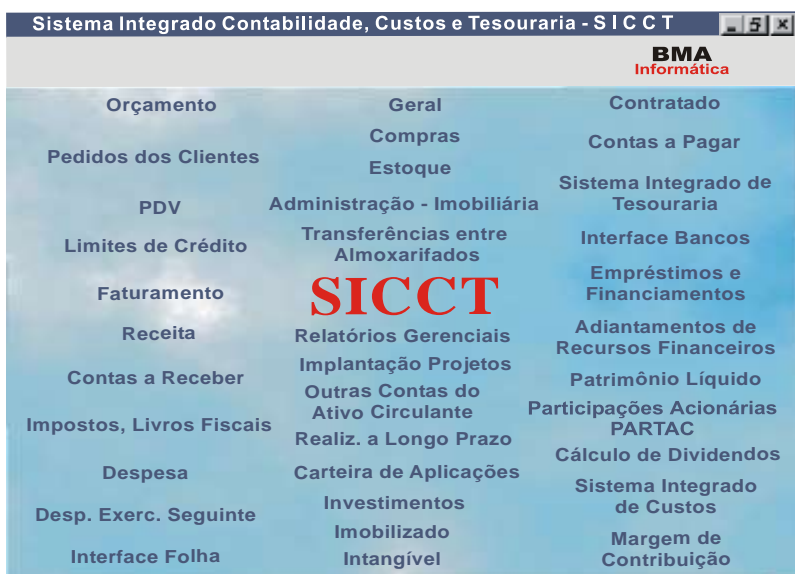 Sistema Integrado Contabilidade, Custos e Tesouraria - S I C C T
BMA
Informática
Orçamento
Pedidos dos Clientes
PDV
Limites de Crédito
Faturamento
Receita
Contas a Receber
Impostos, Livros Fiscais
Despesa
Desp. Exerc. Seguinte
Interface Folha
Geral
Compras
Estoque
Administração - Imobiliária
Transferências entre
Almoxarifados
SICCT
Relatórios Gerenciais
Implantação Projetos
Outras Contas do
Ativo Circulante
Realiz. a Longo Prazo
Carteira de Aplicações
Investimentos
Imobilizado
Intangível
Contratado
Contas a Pagar
Sistema Integrado de
Tesouraria
Interface Bancos
Empréstimos e
Financiamentos
Adiantamentos de
Recursos Financeiros
Patrimônio Líquido
Participações Acionárias
PARTAC
Cálculo de Dividendos
Sistema Integrado
de Custos
Margem de
Contribuição